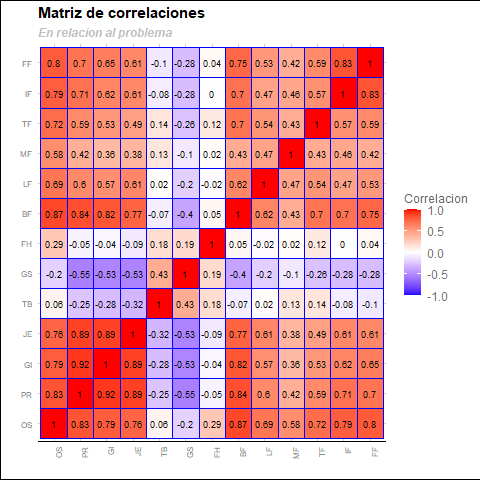 Matriz de correlaciones
En relacion al problema
FF 0.8 0.7 0.65 0.61 -0.1 -0.28 0.04 0.75 0.53 0.42 0.59 0.83 1
IF 0.79 0.71 0.62 0.61 -0.08 -0.28 0 0.7 0.47 0.46 0.57 1 0.83
TF 0.72 0.59 0.53 0.49 0.14 -0.26 0.12 0.7 0.54 0.43 1 0.57 0.59
MF 0.58 0.42 0.36 0.38 0.13 -0.1 0.02 0.43 0.47 1 0.43 0.46 0.42
LF 0.69 0.6 0.57 0.61 0.02 -0.2 -0.02 0.62 1 0.47 0.54 0.47 0.53
BF 0.87 0.84 0.82 0.77 -0.07 -0.4 0.05 1 0.62 0.43 0.7 0.7 0.75
FH 0.29 -0.05 -0.04 -0.09 0.18 0.19 1 0.05 -0.02 0.02 0.12 0 0.04
GS -0.2 -0.55 -0.53 -0.53 0.43 1 0.19 -0.4 -0.2 -0.1 -0.26 -0.28 -0.28
TB 0.06 -0.25 -0.28 -0.32 1 0.43 0.18 -0.07 0.02 0.13 0.14 -0.08 -0.1
JE 0.76 0.89 0.89 1 -0.32 -0.53 -0.09 0.77 0.61 0.38 0.49 0.61 0.61
GI 0.79 0.92 1 0.89 -0.28 -0.53 -0.04 0.82 0.57 0.36 0.53 0.62 0.65
PR 0.83 1 0.92 0.89 -0.25 -0.55 -0.05 0.84 0.6 0.42 0.59 0.71 0.7
OS 1 0.83 0.79 0.76 0.06 -0.2 0.29 0.87 0.69 0.58 0.72 0.79 0.8
OS PR GI JE TB GS FH BF LF MF TF IF FF
Correlacion
1.0
0.5
0.0
-0.5
-1.0